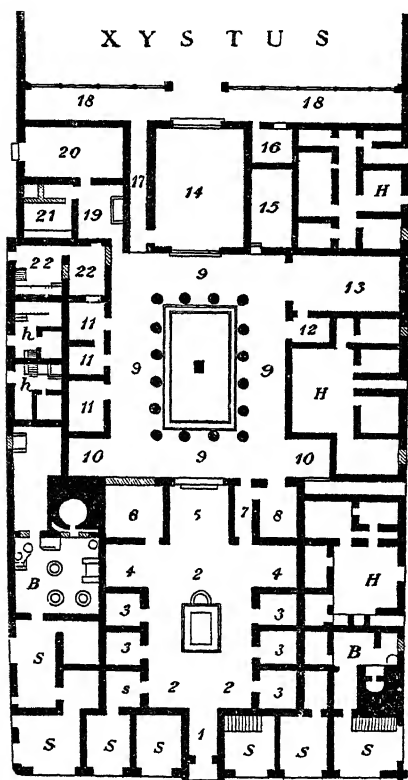 X Y S T U S
18 18
20 17 14 16 H
21 19 15
22 22 9 13
h 11 12
h 11 9 9 H
11
10 9 10
6 5 7 8
4 2 4 H
B 3 3
3 3 B
S s 2 2 3
S S S 1 S S S